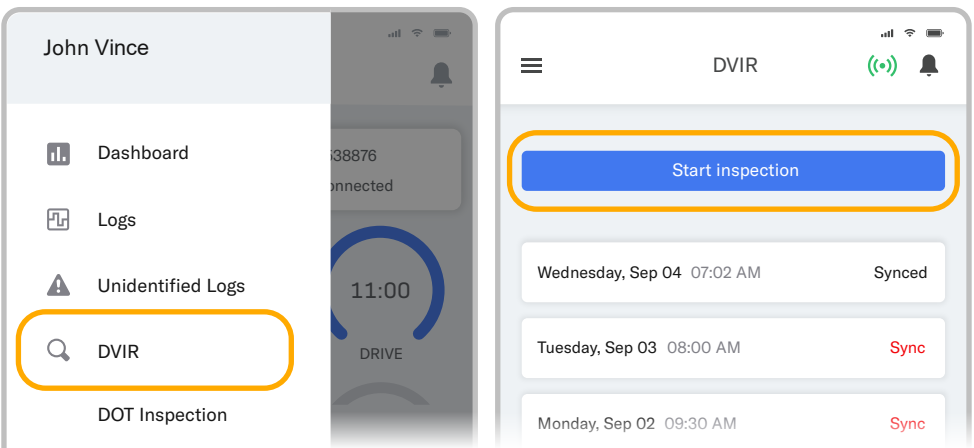 John Vince
Dashboard
Logs
Unidentified Logs
DVIR
DOT Inspection
538876
onnected
11:00
DRIVE
DVIR
Start inspection
Wednesday, Sep 04 07:02 AM Synced
Tuesday, Sep 03 08:00 AM Sync
Monday, Sep 02 09:30 AM Sync